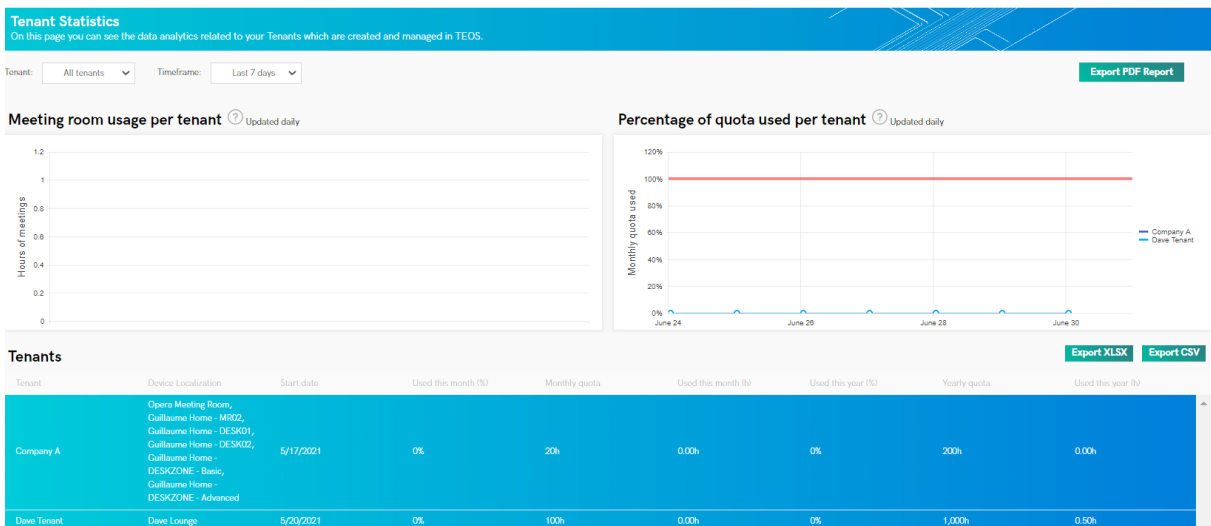 Tenant Statistics
On this page you can see the data analytics related to your Tenants which are created and managed in TEOS.
Tenant: All tenants Timeframe: Last 7 days Export PDF Report
Meeting room usage per tenant ? Updated daily
1.2
1
0.8
0.6
0.4
0.2
0
Hours of meetings
Percentage of quota used per tenant ? Updated daily
120%
100%
80%
60%
40%
20%
0%
Monthly quota used
June 24 June 26 June 28 June 30
Company A
Dave Tenant
Tenants Export XLSX Export CSV
Tenant Device Localization Start date Used this month (%) Monthly quota Used this month (h) Used this year (%) Yearly quota Used this year (h)
Opera Meeting Room,
Guillaume Home - MR02,
Guillaume Home - DESK01,
Guillaume Home - DESK02,
Company A 5/17/2021 0% 20h 0.00h 0% 200h 0.00h
Guillaume Home -
DESKZONE - Basic,
Guillaume Home -
DESKZONE - Advanced
Dave Tenant Dave Lounge 5/20/2021 0% 100h 0.00h 0% 1,000h 0.50h